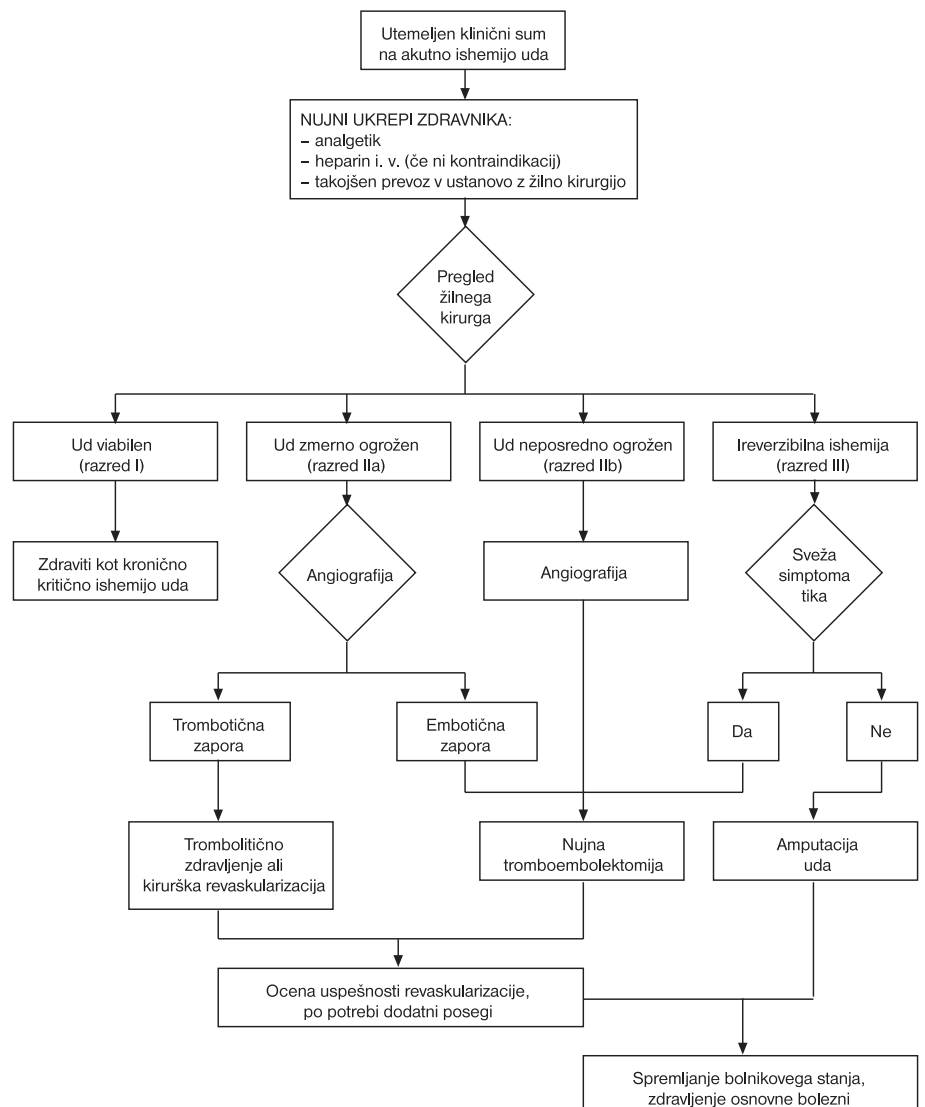 Utemeljen klinični sum
na akutno ishemijo uda
NUJNI UKREPI ZDRAVNIKA:
– analgetik
– heparin i. v. (če ni kontraindikacij)
– takojšen prevoz v ustanovo z žilno kirurgijo
Pregled
žilnega
kirurga
Ud viabilen
(razred I)
Ud zmerno ogrožen
(razred IIa)
Ud neposredno ogrožen
(razred IIb)
Ireverzibilna ishemija
(razred III)
Zdraviti kot kronično
kritično ishemijo uda
Angiografija
Angiografija
Sveža
simptoma
tika
Trombotična
zapora
Embotična
zapora
Da
Ne
Trombolitično
zdravljenje ali
kirurška revaskularizacija
Nujna
tromboembolektomija
Amputacija
uda
Ocena uspešnosti revaskularizacije,
po potrebi dodatni posegi
Spremljanje bolnikovega stanja,
zdravljenje osnovne bolezni